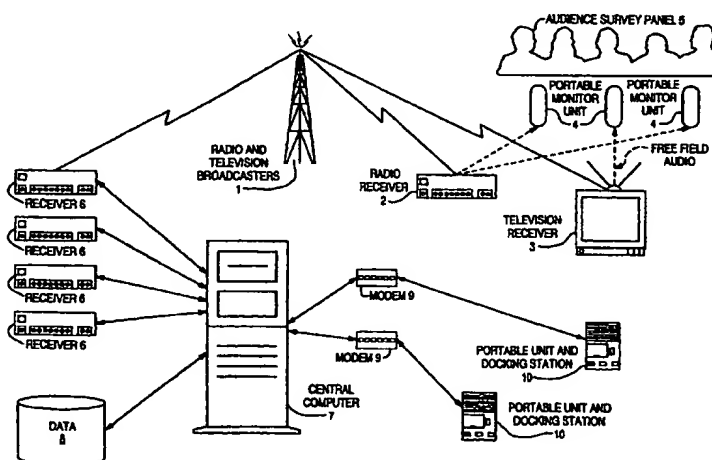 AUDIENCE SURVEY PANEL 5
PORTABLE
MONITOR
UNIT
4
PORTABLE
MONITOR
UNIT
4
FREE FIELD
AUDIO
RADIO AND
TELEVISION
BROADCASTERS
1
RADIO
RECEIVER
2
TELEVISION
RECEIVER
3
RECEIVER 6
RECEIVER 6
RECEIVER 6
RECEIVER 6
MODEM 9
MODEM 9
CENTRAL
COMPUTER
7
PORTABLE UNIT AND
DOCKING STATION
10
PORTABLE UNIT AND
DOCKING STATION
10
DATA
8